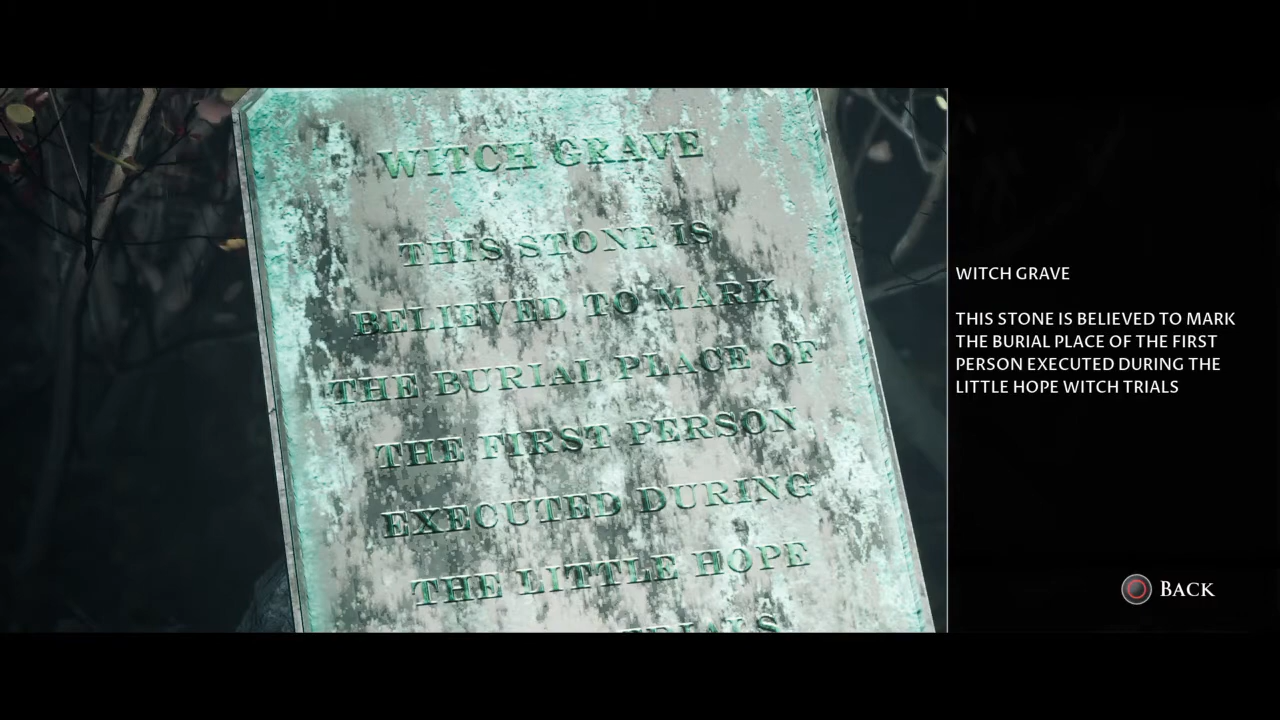 WITCH GRAVE
THIS STONE IS
BELIEVED TO MARK
THE BURIAL PLACE OF
THE FIRST PERSON
EXECUTED DURING
THE LITTLE HOPE
TRIALS
WITCH GRAVE
THIS STONE IS BELIEVED TO MARK
THE BURIAL PLACE OF THE FIRST
PERSON EXECUTED DURING THE
LITTLE HOPE WITCH TRIALS
BACK